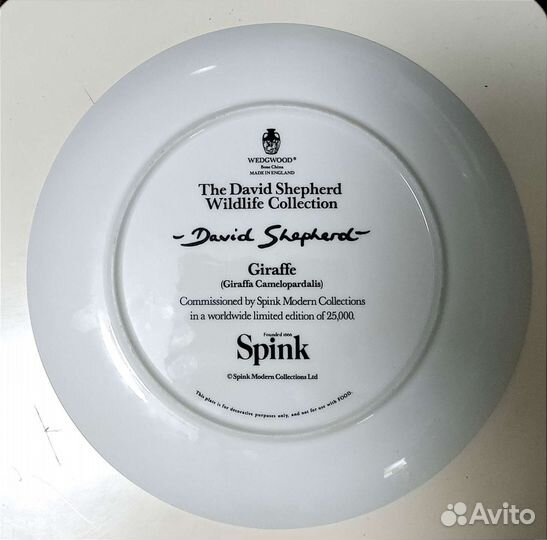 WEDGWOOD®
Bone China
MADE IN ENGLAND
The David Shepherd
Wildlife Collection
-David Shepherd-
Giraffe
(Giraffa Camelopardalis)
Commissioned by Spink Modern Collections
in a worldwide limited edition of 25,000.
Founded 1666
Spink
© Spink Modern Collections Ltd
This plate is for decorative purposes only, and not for use with FOOD.
Avito